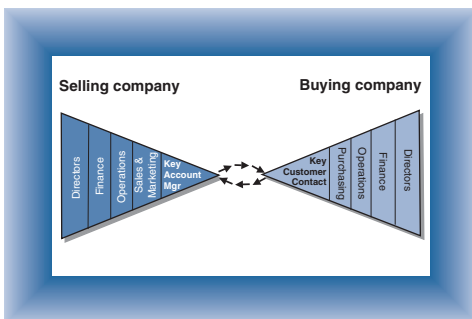 Selling company
Buying company
Directors
Finance
Operations
Sales &
Marketing
Key
Account
Mgr
Key
Customer
Contact
Purchasing
Operations
Finance
Directors